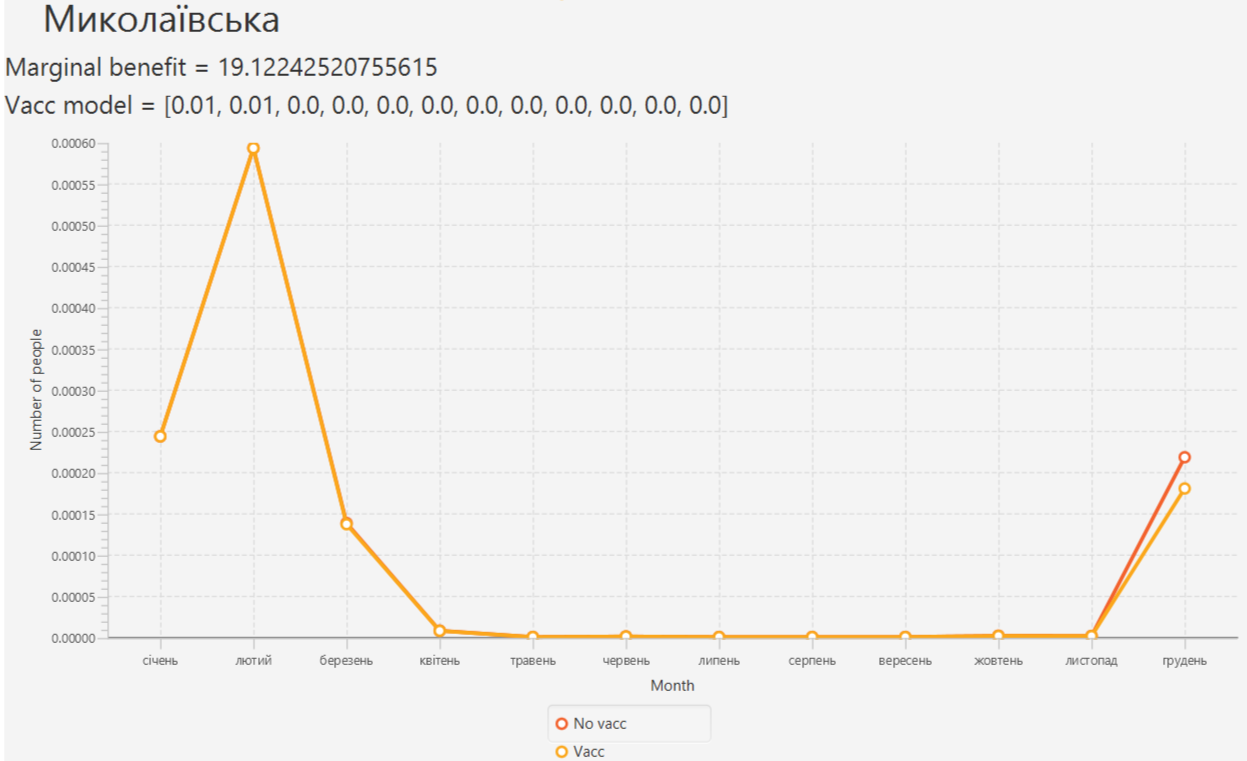 Миколаївська
Marginal benefit = 19.12242520755615
Vacc model = [0.01, 0.01, 0.0, 0.0, 0.0, 0.0, 0.0, 0.0, 0.0, 0.0, 0.0, 0.0]
0.00060
0.00055
0.00050
0.00045
0.00040
0.00035
0.00030
0.00025
0.00020
0.00015
0.00010
0.00005
0.00000
Number of people
січень лютий березень квітень травень червень липень серпень вересень жовтень листопад грудень
Month
No vacc
Vacc